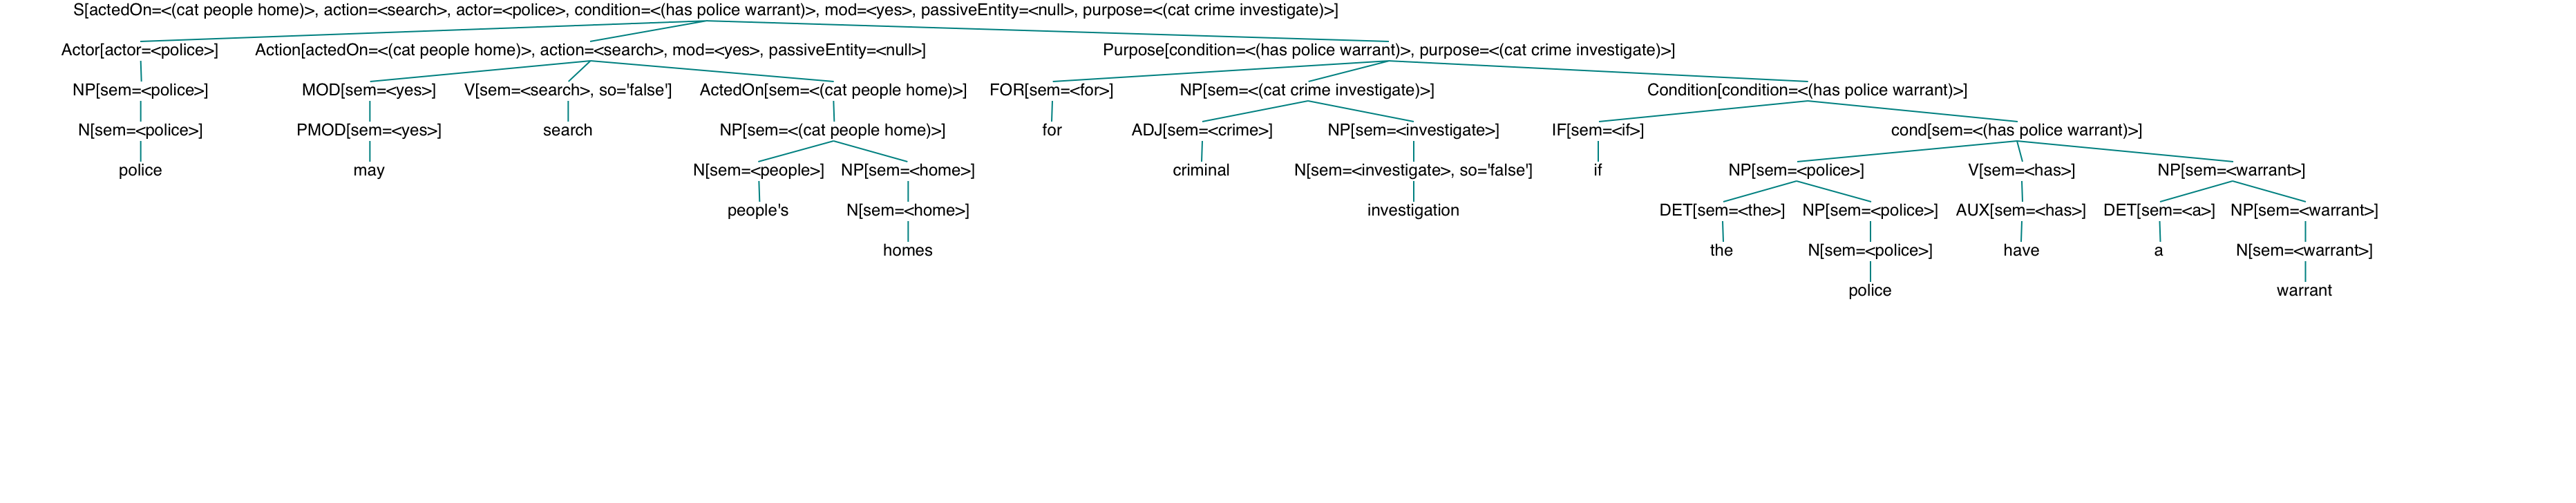 S[actedOn=<(cat people home)>, action=<search>, actor=<police>, condition=<(has police warrant)>, mod=<yes>, passiveEntity=<null>, purpose=<(cat crime investigate)>]
Actor[actor=<police>] Action[actedOn=<(cat people home)>, action=<search>, mod=<yes>, passiveEntity=<null>] Purpose[condition=<(has police warrant)>, purpose=<(cat crime investigate)>]
NP[sem=<police>] MOD[sem=<yes>] V[sem=<search>, so='false'] ActedOn[sem=<(cat people home)>] FOR[sem=<for>] NP[sem=<(cat crime investigate)>] Condition[condition=<(has police warrant)>]
N[sem=<police>] PMOD[sem=<yes>] search NP[sem=<(cat people home)>] for ADJ[sem=<crime>] NP[sem=<investigate>] IF[sem=<if>] cond[sem=<(has police warrant)>]
police may N[sem=<people>] NP[sem=<home>] criminal N[sem=<investigate>, so='false'] if NP[sem=<police>] V[sem=<has>] NP[sem=<warrant>]
people's N[sem=<home>] investigation DET[sem=<the>] NP[sem=<police>] AUX[sem=<has>] DET[sem=<a>] NP[sem=<warrant>]
homes the N[sem=<police>] have a N[sem=<warrant>]
police warrant